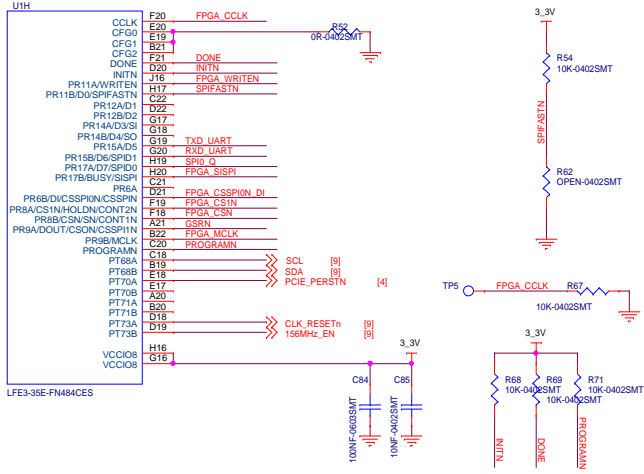 U1H
CCLK F20 FPGA_CCLK
CFG0 E20
CFG1 E19
CFG2 B21
DONE F21 DONE
INITN D20 INITN
PR11A/WRITEN J16 FPGA_WRITEN
PR11B/D0/SPIFASTN H17 SPIFASTN
PR12A/D1 C22
PR12B/D2 D22
PR14A/D3/SI G17
PR14B/D4/SO G18
PR15A/D5 G19 TXD_UART
PR15B/D6/SPID1 G20 RXD_UART
PR17A/D7/SPID0 H19 SPI0_Q
PR17B/BUSY/SISPI H20 FPGA_SISPI
PR6A C21
PR6B/DI/CSSPI0N/CSSPIN D21 FPGA_CSSPI0N_DI
PR8A/CS1N/HOLDN/CONT2N F19 FPGA_CS1N
PR8B/CSN/SN/CONT1N F18 FPGA_CSN
PR9A/DOUT/CSON/CSSPI1N A21 GSRN
PR9B/MCLK B22 FPGA_MCLK
PROGRAMN C20 PROGRAMN
PT68A C18 SCL [9]
PT68B B19 SDA [9]
PT70A E18 PCIE_PERSTN [4]
PT70B E17
PT71A A20
PT71B B20
PT73A D18 CLK_RESETn [9]
PT73B D19 156MHz_EN [9]
VCCIO8 H16
VCCIO8 G16
LFE3-35E-FN484CES
R52
0R-0402SMT
3_3V
R54
10K-0402SMT
SPIFASTN
R62
OPEN-0402SMT
TP5 FPGA_CCLK R67
10K-0402SMT
3_3V
C84
100NF-0603SMT
C85
10NF-0402SMT
3_3V
R68
10K-0402SMT
R69
10K-0402SMT
R71
10K-0402SMT
INITN
DONE
PROGRAMN